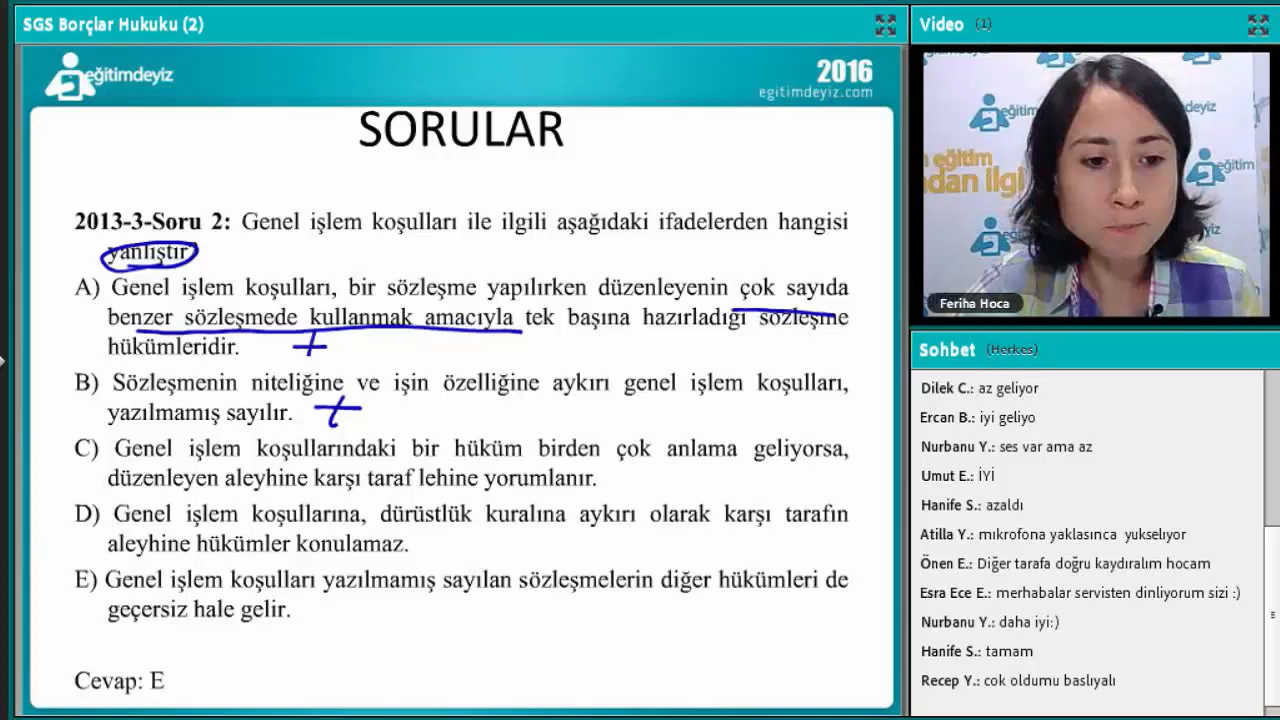 SGS Borçlar Hukuku (2)
eğitimdeyiz
2016
egitimdeyiz.com
SORULAR
2013-3-Soru 2: Genel işlem koşulları ile ilgili aşağıdaki ifadelerden hangisi
yanlıştır
A) Genel işlem koşulları, bir sözleşme yapılırken düzenleyenin çok sayıda
benzer sözleşmede kullanmak amacıyla tek başına hazırladığı sözleşme
hükümleridir.
B) Sözleşmenin niteliğine ve işin özelliğine aykırı genel işlem koşulları,
yazılmamış sayılır.
C) Genel işlem koşullarındaki bir hüküm birden çok anlama geliyorsa,
düzenleyen aleyhine karşı taraf lehine yorumlanır.
D) Genel işlem koşullarına, dürüstlük kuralına aykırı olarak karşı tarafın
aleyhine hükümler konulamaz.
E) Genel işlem koşulları yazılmamış sayılan sözleşmelerin diğer hükümleri de
geçersiz hale gelir.
Cevap: E
Video (1)
eğitim
eğitim
ndan ilgi
eğitim
Feriha Hoca
Sohbet (Herkes)
Dilek C.: az geliyor
Ercan B.: iyi geliyo
Nurbanu Y.: ses var ama az
Umut E.: İYİ
Hanife S.: azaldı
Atilla Y.: mıkrofona yaklasınca yukselıyor
Önen E.: Diğer tarafa doğru kaydıralım hocam
Esra Ece E.: merhabalar servisten dinliyorum sizi :)
Nurbanu Y.: daha iyi:)
Hanife S.: tamam
Recep Y.: cok oldumu baslıyalı